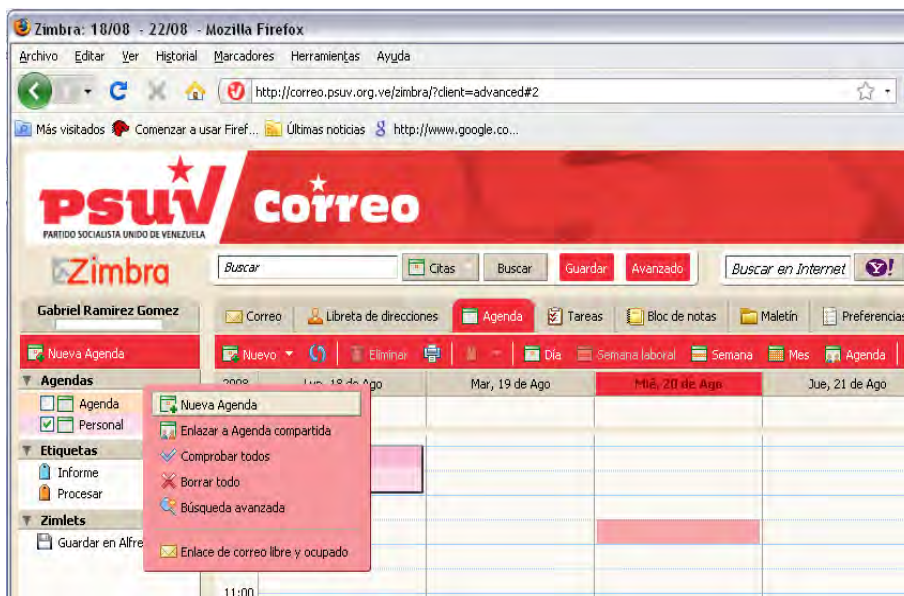 Zimbra: 18/08 - 22/08 - Mozilla Firefox
Archivo Editar Ver Historial Marcadores Herramientas Ayuda
http://correo.psuv.org.ve/zimbra/?client=advanced#2
Más visitados Comenzar a usar Firef... Últimas noticias http://www.google.co...
PSUV Correo
PARTIDO SOCIALISTA UNIDO DE VENEZUELA
Zimbra Buscar Citas Buscar Guardar Avanzado Buscar en Internet Y!
Gabriel Ramirez Gomez Correo Libreta de direcciones Agenda Tareas Bloc de notas Maletín Preferencias
Nueva Agenda Nuevo Eliminar Día Semana laboral Semana Mes Agenda
Agendas 2008 Lun, 18 de Ago Mar, 19 de Ago Mié, 20 de Ago Jue, 21 de Ago
Agenda
Personal
Etiquetas
Informe
Procesar
Zimlets
Guardar en Alfre
Nueva Agenda
Enlazar a Agenda compartida
Comprobar todos
Borrar todo
Búsqueda avanzada
Enlace de correo libre y ocupado
11:00